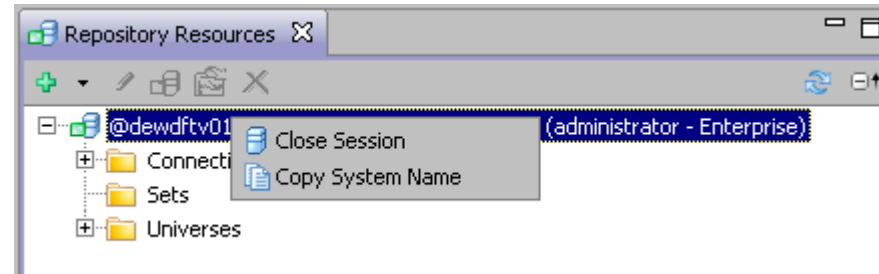 Repository Resources
@dewdftv01 (administrator - Enterprise)
Close Session
Connecti
Copy System Name
Sets
Universes